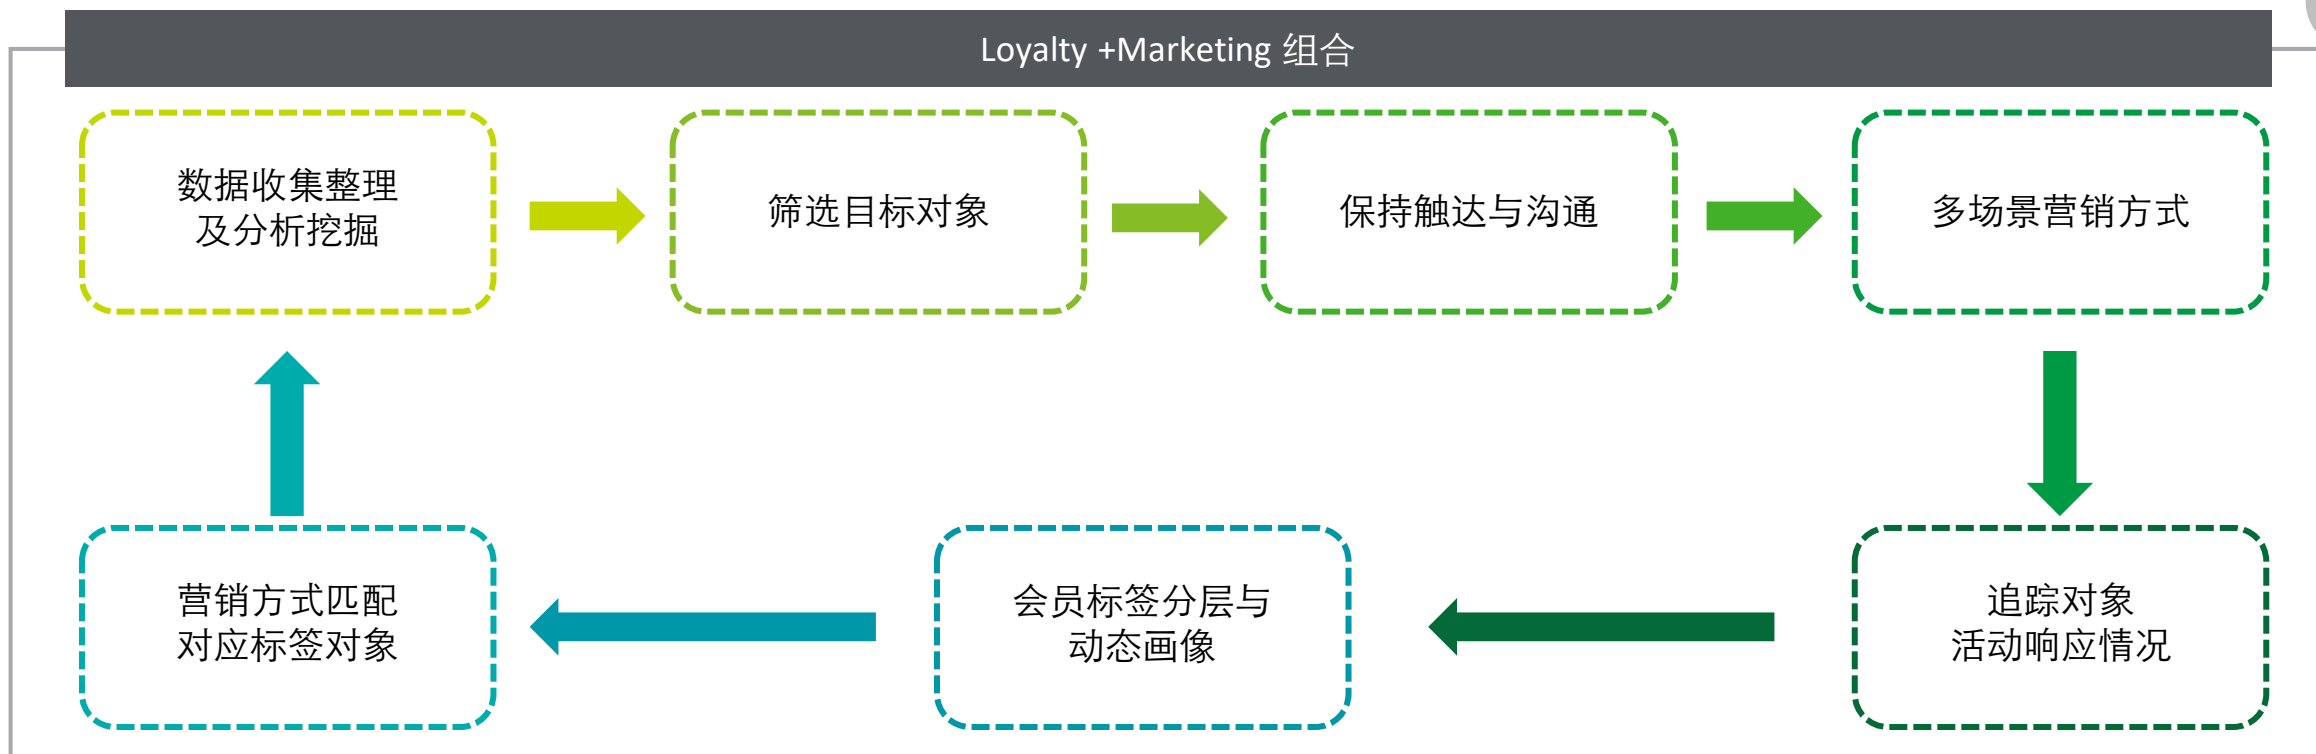 Loyalty +Marketing 组合
数据收集整理
及分析挖掘
筛选目标对象
保持触达与沟通
多场景营销方式
营销方式匹配
对应标签对象
会员标签分层与
动态画像
追踪对象
活动响应情况